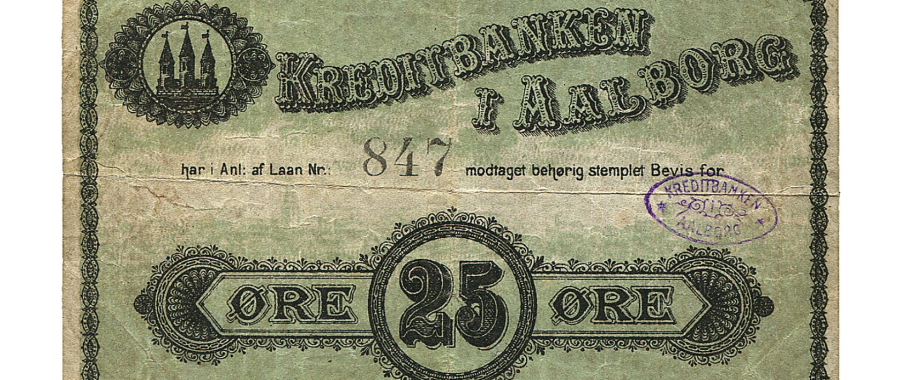 KREDITBANKEN
I AALBORG
har i Anl: af Laan Nr.: 847 modtaget behørig stemplet Bevis for
KREDITBANKEN
AALBORG
ØRE 25 ØRE